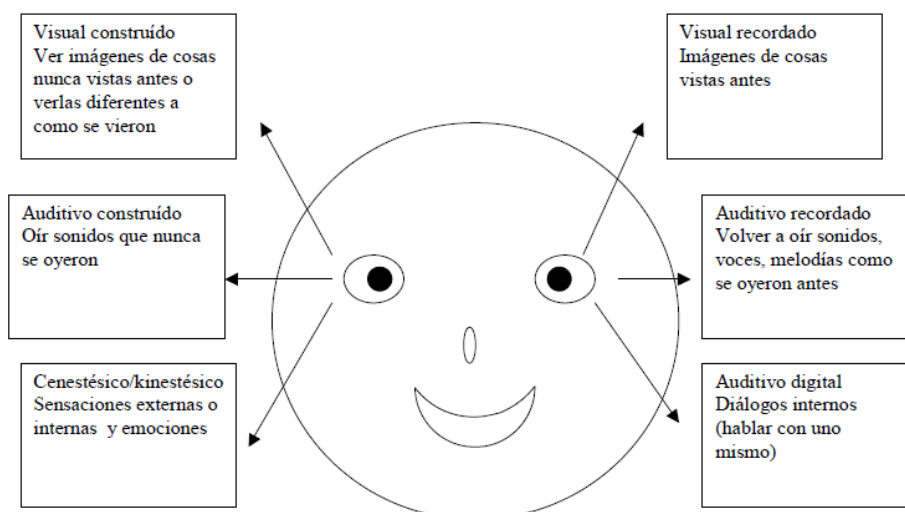 Visual construído
Ver imágenes de cosas
nunca vistas antes o
verlas diferentes a
como se vieron
Visual recordado
Imágenes de cosas
vistas antes
Auditivo construído
Oír sonidos que nunca
se oyeron
Auditivo recordado
Volver a oír sonidos,
voces, melodías como
se oyeron antes
Cenestésico/kinestésico
Sensaciones externas o
internas y emociones
Auditivo digital
Diálogos internos
(hablar con uno
mismo)